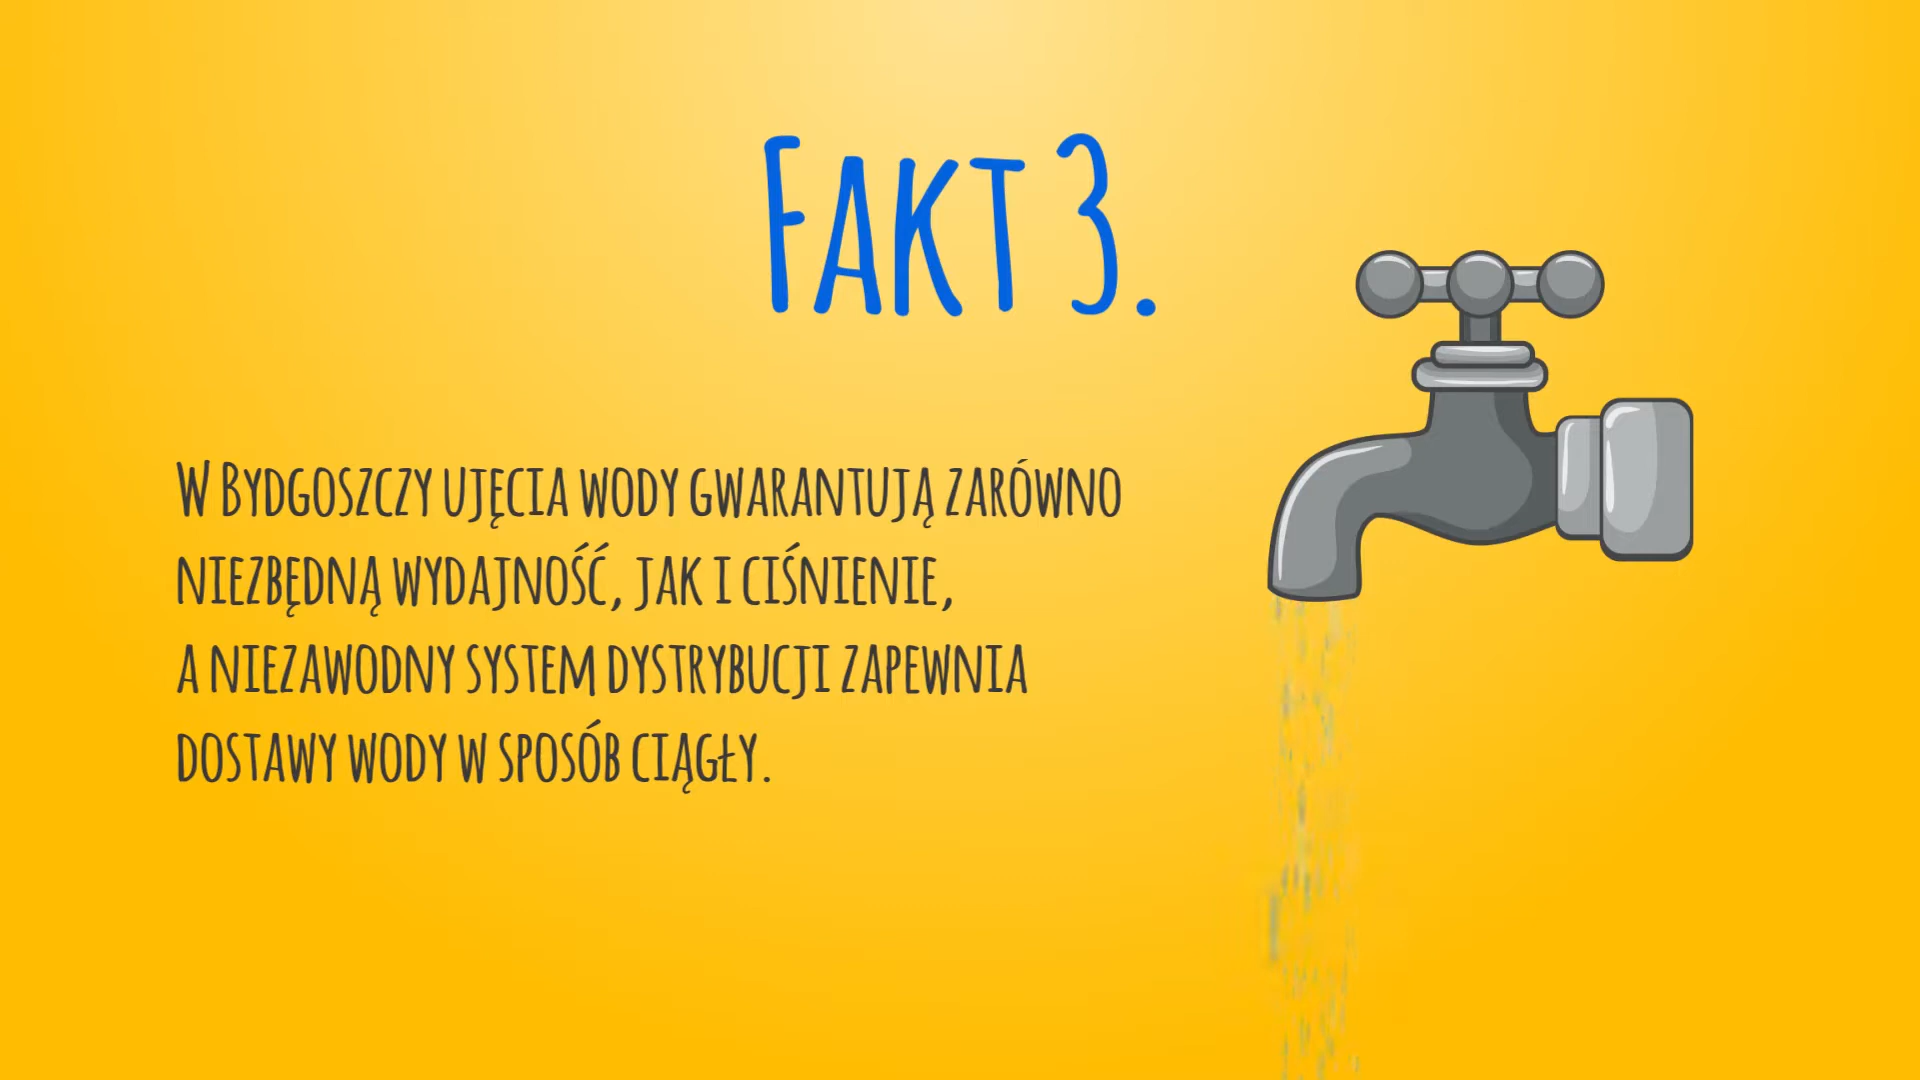 Fakt 3.
W Bydgoszczy ujęcia wody gwarantują zarówno
niezbędną wydajność, jak i ciśnienie,
a niezawodny system dystrybucji zapewnia
dostawy wody w sposób ciągły.